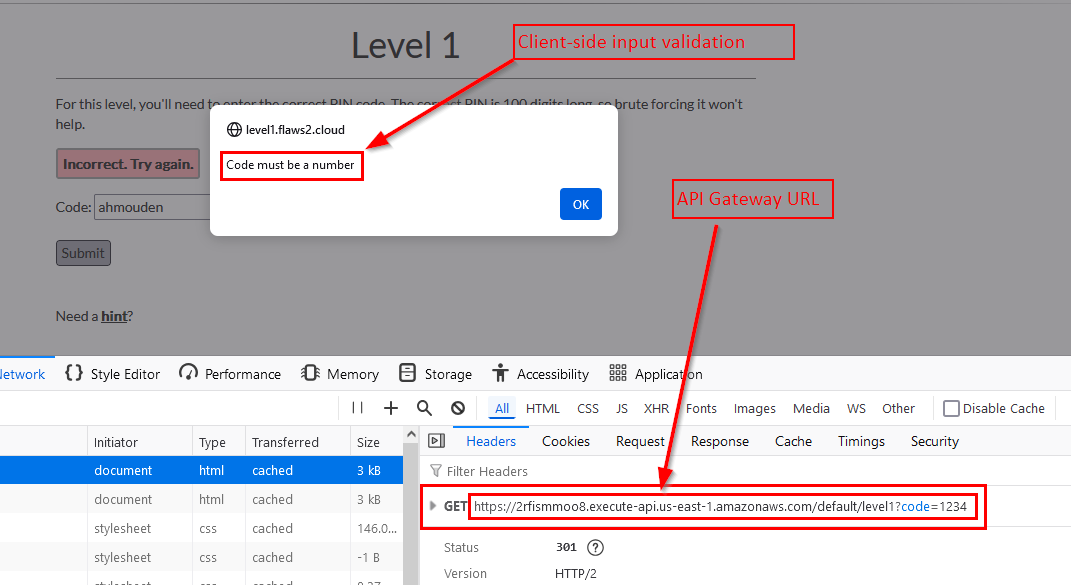 Level 1
Client-side input validation
For this level, you'll need to enter the correct PIN code. The correct PIN is 100 digits long, so brute forcing it won't
help.
level1.flaws2.cloud
Incorrect. Try again.
Code must be a number
API Gateway URL
Code: ahmouden
OK
Submit
Need a hint?
Network Style Editor Performance Memory Storage Accessibility Application
All HTML CSS JS XHR Fonts Images Media WS Other Disable Cache
Initiator Type Transferred Size
Headers Cookies Request Response Cache Timings Security
document html cached 3 kB
Filter Headers
document html cached 3 kB
GET https://2rfismmoo8.execute-api.us-east-1.amazonaws.com/default/level1?code=1234
stylesheet css cached 146.0...
Status 301 ?
stylesheet css cached -1 B
Version HTTP/2
stylesheet css cached 8.37